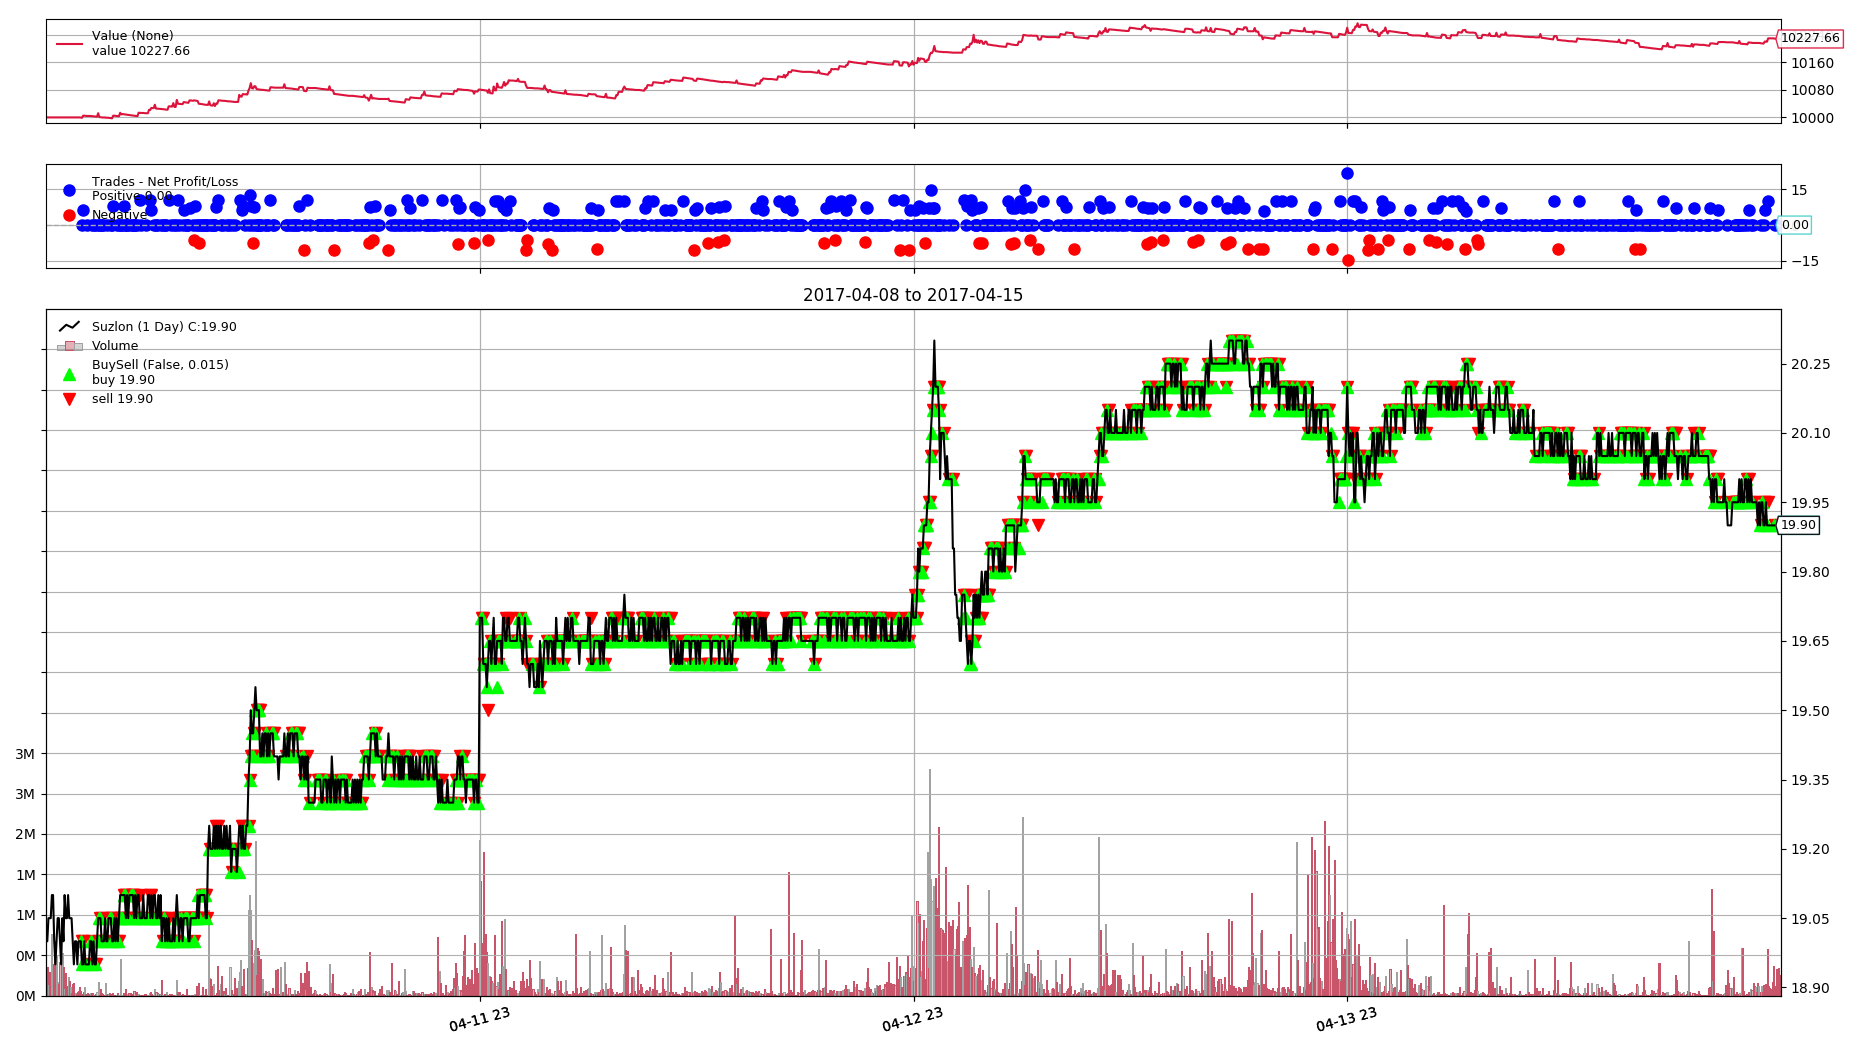 Value (None)
value 10227.66
10227.66
10160
10080
10000
Trades - Net Profit/Loss
Positive 0.00
Negative
15
0.00
−15
2017-04-08 to 2017-04-15
Suzlon (1 Day) C:19.90
Volume
BuySell (False, 0.015)
buy 19.90
sell 19.90
3M
3M
2M
1M
1M
0M
0M
20.25
20.10
19.95
19.90
19.80
19.65
19.50
19.35
19.20
19.05
18.90
04-11 23
04-12 23
04-13 23